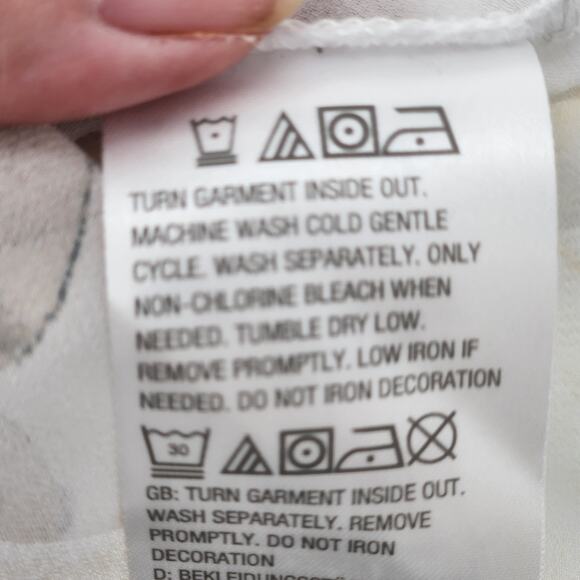 TURN GARMENT INSIDE OUT.
MACHINE WASH COLD GENTLE
CYCLE. WASH SEPARATELY. ONLY
NON-CHLORINE BLEACH WHEN
NEEDED. TUMBLE DRY LOW.
REMOVE PROMPTLY. LOW IRON IF
NEEDED. DO NOT IRON DECORATION
30
GB: TURN GARMENT INSIDE OUT.
WASH SEPARATELY. REMOVE
PROMPTLY. DO NOT IRON
DECORATION
D: